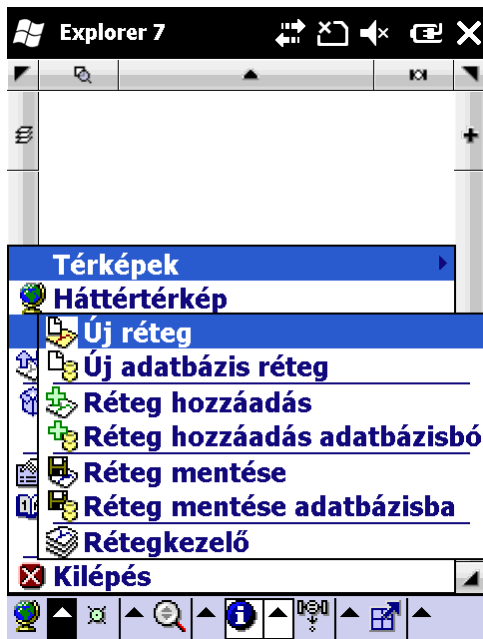 Explorer 7
Térképek
Háttértérkép
Új réteg
Új adatbázis réteg
Réteg hozzáadás
Réteg hozzáadás adatbázisbó
Réteg mentése
Réteg mentése adatbázisba
Rétegkezelő
Kilépés